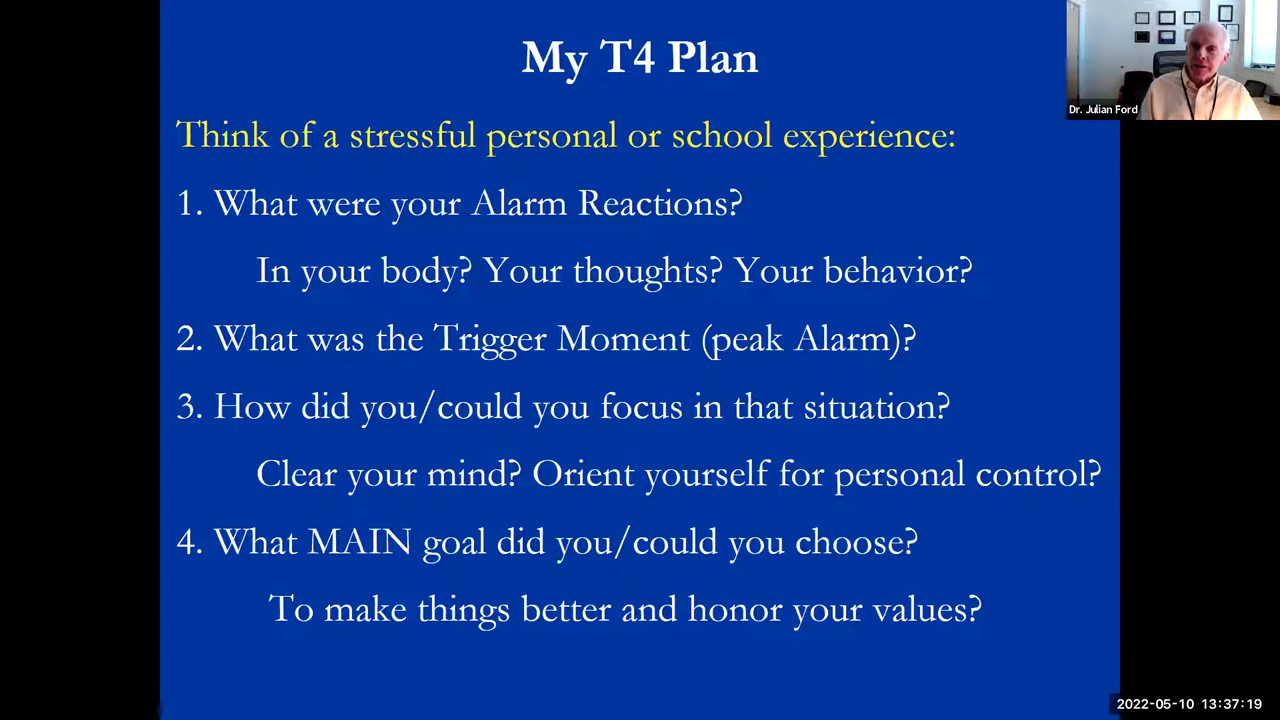 My T4 Plan
Dr. Julian Ford
Think of a stressful personal or school experience:
1. What were your Alarm Reactions?
In your body? Your thoughts? Your behavior?
2. What was the Trigger Moment (peak Alarm)?
3. How did you/could you focus in that situation?
Clear your mind? Orient yourself for personal control?
4. What MAIN goal did you/could you choose?
To make things better and honor your values?
2022-05-10 13:37:19